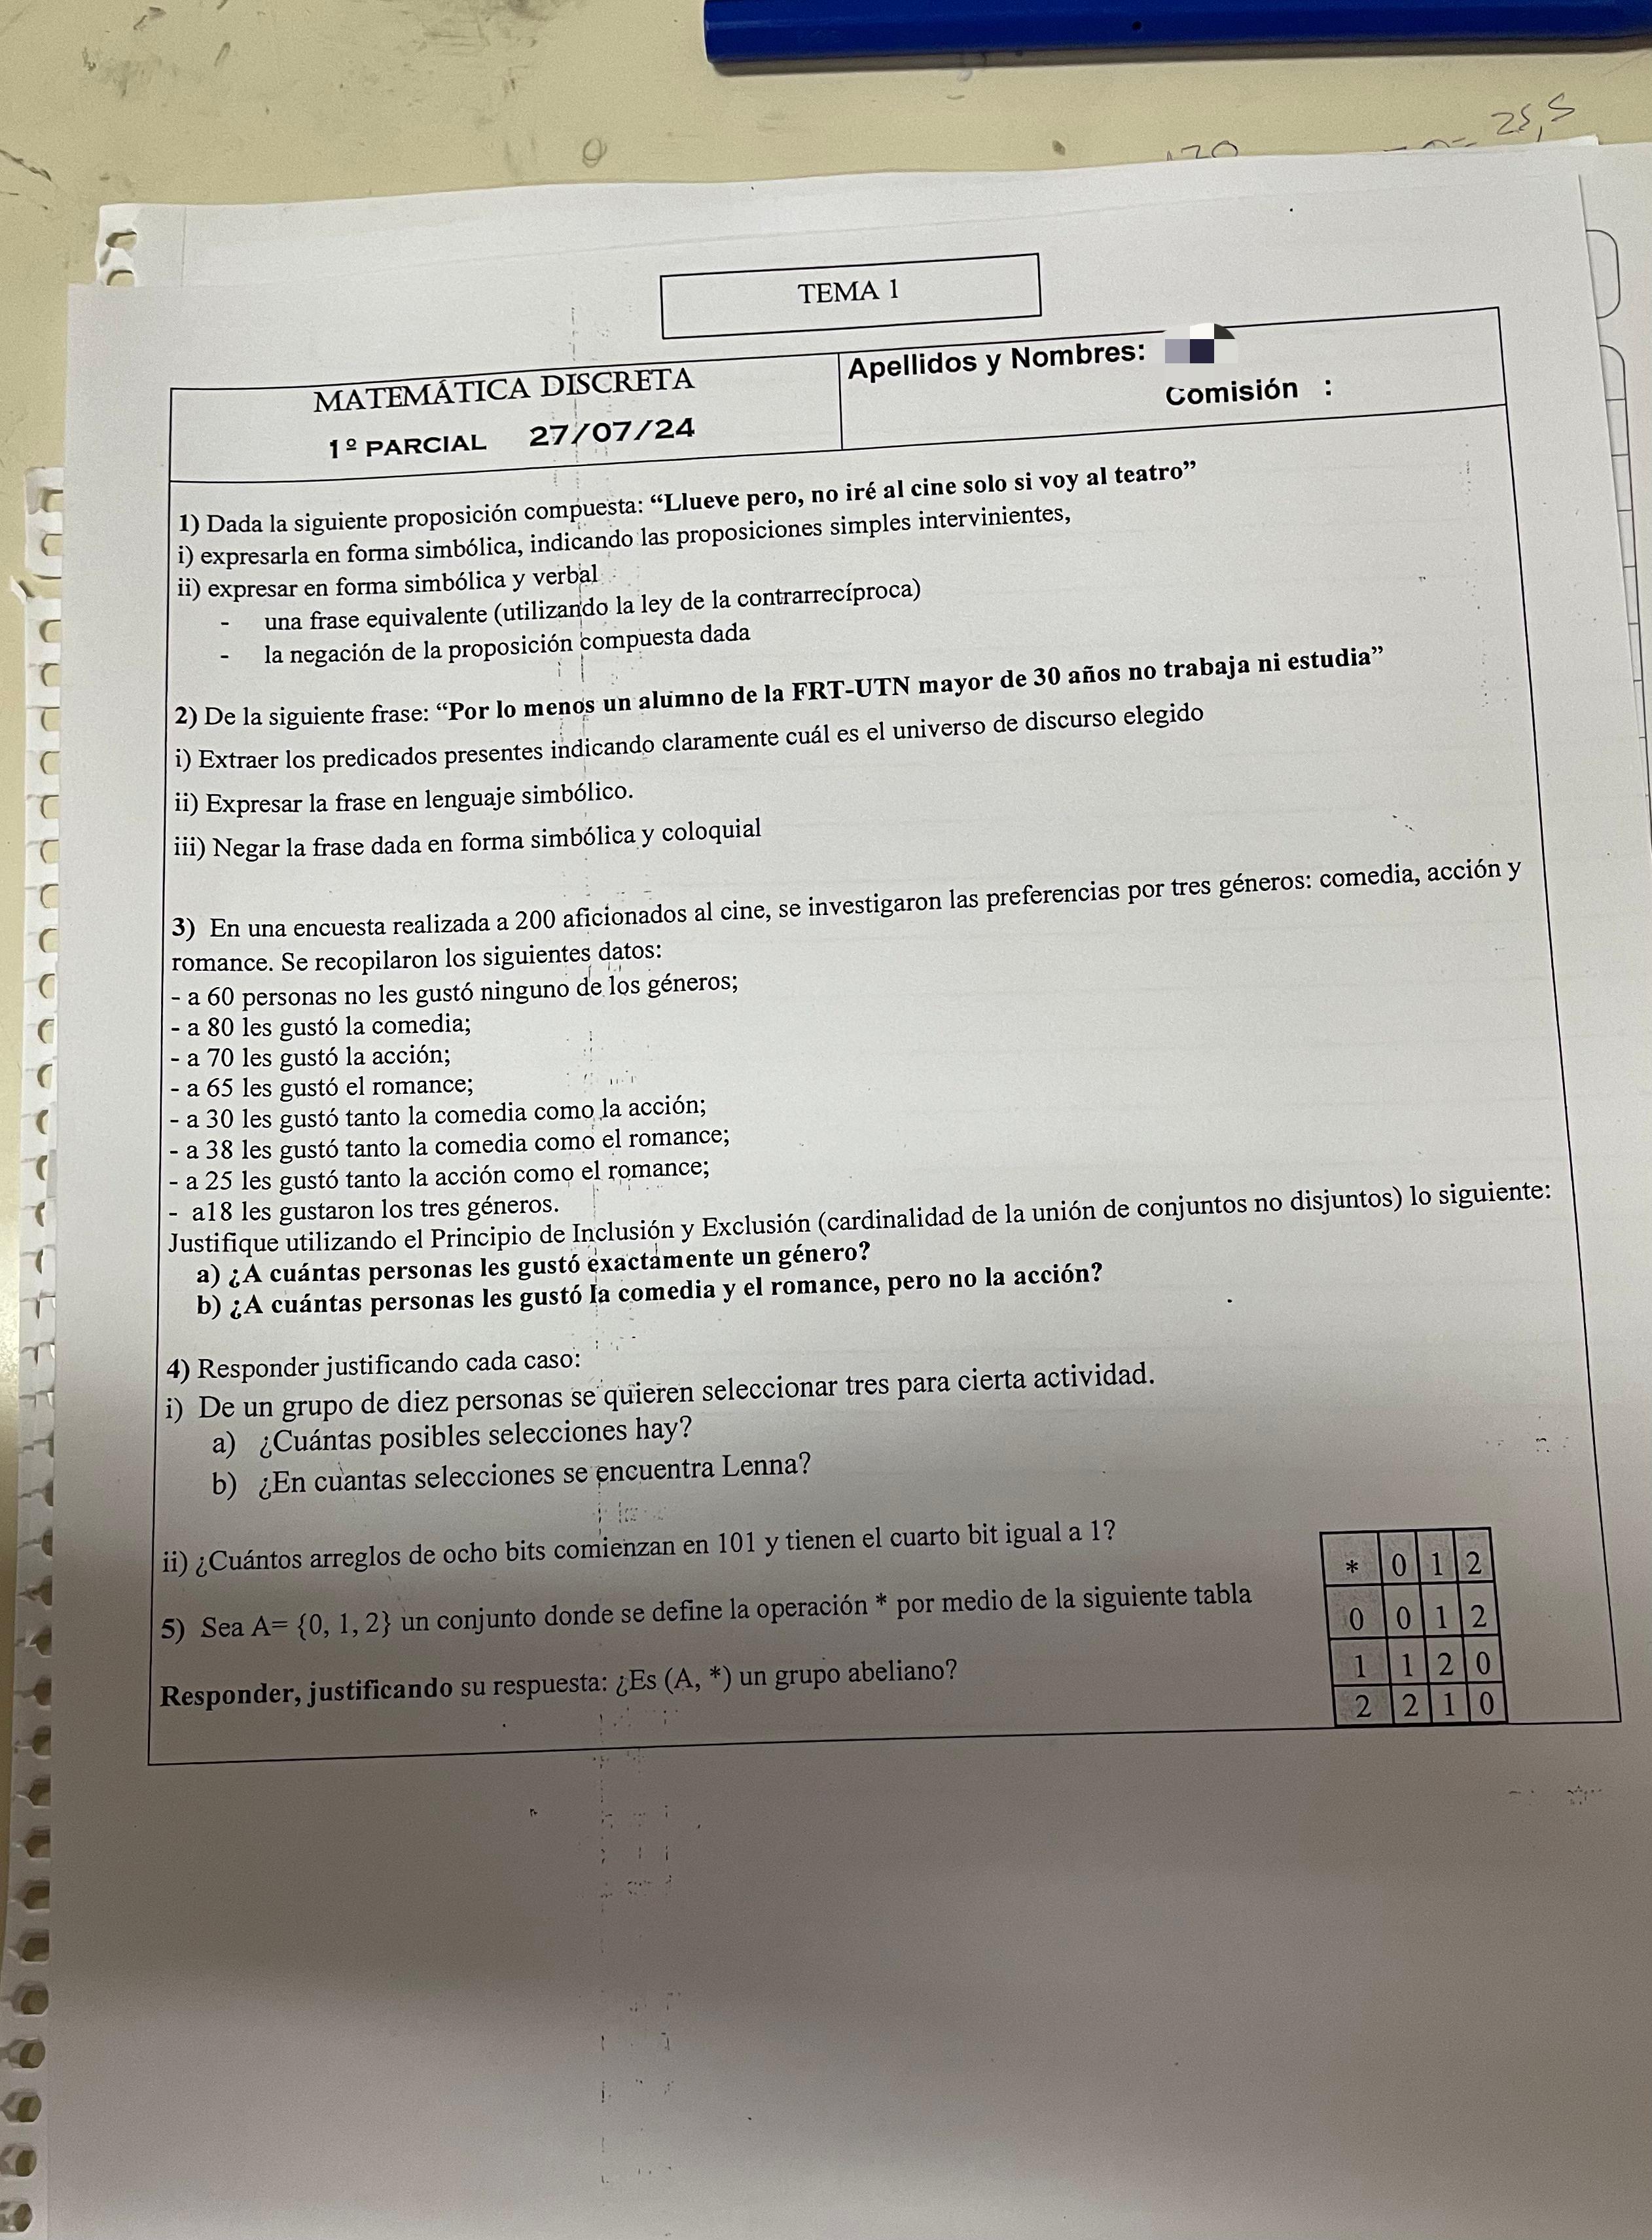 25,5
120
TEMA 1
MATEMÁTICA DISCRETA
1º PARCIAL 27/07/24
Apellidos y Nombres:
Comisión :
1) Dada la siguiente proposición compuesta: “Llueve pero, no iré al cine solo si voy al teatro”
i) expresarla en forma simbólica, indicando las proposiciones simples intervinientes,
ii) expresar en forma simbólica y verbal
- una frase equivalente (utilizando la ley de la contrarrecíproca)
- la negación de la proposición compuesta dada
2) De la siguiente frase: “Por lo menos un alumno de la FRT-UTN mayor de 30 años no trabaja ni estudia”
i) Extraer los predicados presentes indicando claramente cuál es el universo de discurso elegido
ii) Expresar la frase en lenguaje simbólico.
iii) Negar la frase dada en forma simbólica y coloquial
3) En una encuesta realizada a 200 aficionados al cine, se investigaron las preferencias por tres géneros: comedia, acción y
romance. Se recopilaron los siguientes datos:
- a 60 personas no les gustó ninguno de los géneros;
- a 80 les gustó la comedia;
- a 70 les gustó la acción;
- a 65 les gustó el romance;
- a 30 les gustó tanto la comedia como la acción;
- a 38 les gustó tanto la comedia como el romance;
- a 25 les gustó tanto la acción como el romance;
- a18 les gustaron los tres géneros.
Justifique utilizando el Principio de Inclusión y Exclusión (cardinalidad de la unión de conjuntos no disjuntos) lo siguiente:
a) ¿A cuántas personas les gustó exactamente un género?
b) ¿A cuántas personas les gustó la comedia y el romance, pero no la acción?
4) Responder justificando cada caso:
i) De un grupo de diez personas se quieren seleccionar tres para cierta actividad.
a) ¿Cuántas posibles selecciones hay?
b) ¿En cuantas selecciones se encuentra Lenna?
ii) ¿Cuántos arreglos de ocho bits comienzan en 101 y tienen el cuarto bit igual a 1?
5) Sea A= {0, 1, 2} un conjunto donde se define la operación * por medio de la siguiente tabla
Responder, justificando su respuesta: ¿Es (A, *) un grupo abeliano?
* 0 1 2
0 0 1 2
1 1 2 0
2 2 1 0